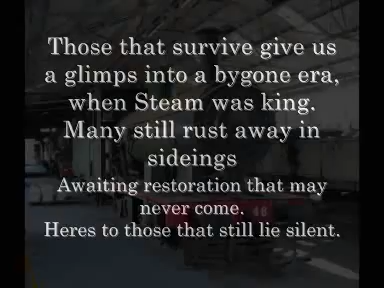 Those that survive give us
a glimps into a bygone era,
when Steam was king.
Many still rust away in
sideings
Awaiting restoration that may
never come.
Heres to those that still lie silent.
46